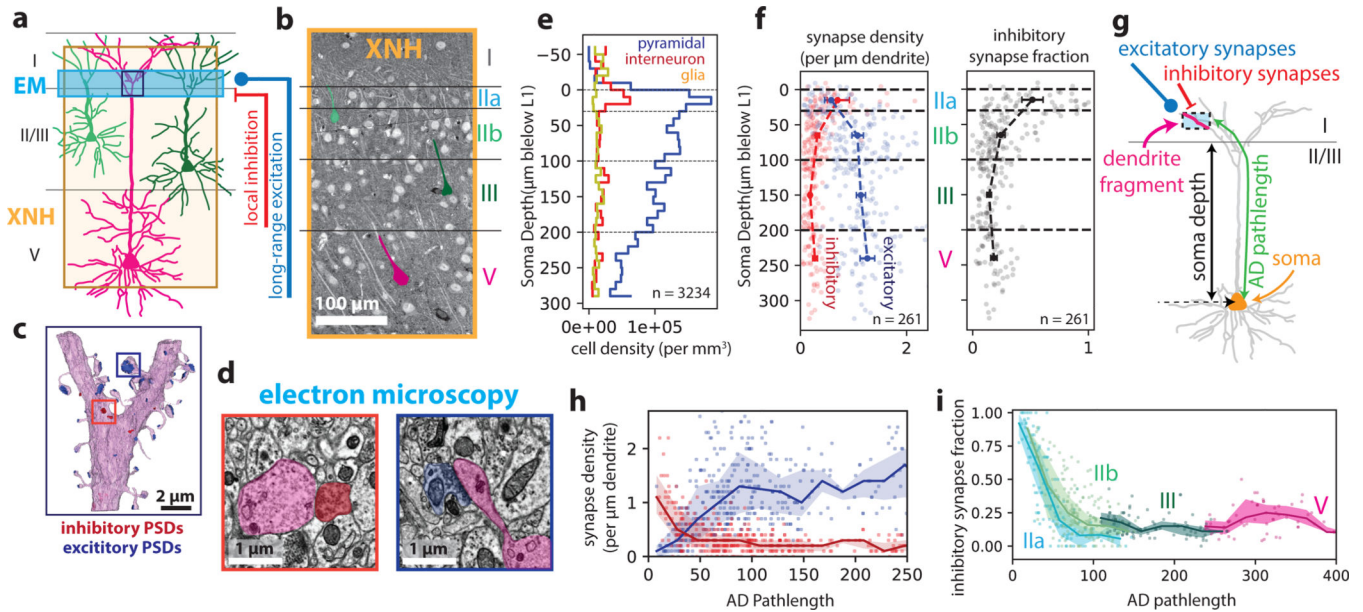 a
I
EM
II/III
XNH
V
local inhibition
long-range excitation
b
XNH
I
IIa
IIb
III
V
100 µm
c
2 µm
inhibitory PSDs
excititory PSDs
d
electron microscopy
1 µm
1 µm
e
pyramidal
interneuron
glia
Soma Depth(µm below L1)
−50
0
50
100
150
200
250
300
n = 3234
0e+00
1e+05
cell density (per mm³)
f
synapse density
(per µm dendrite)
Soma Depth(µm below L1)
0
50
100
150
200
250
300
inhibitory
excitatory
n = 261
0
2
IIa
IIb
III
V
inhibitory
synapse fraction
n = 261
0
1
g
excitatory synapses
inhibitory synapses
I
II/III
dendrite
fragment
soma depth
AD pathlength
soma
h
synapse density
(per µm dendrite)
2
1
0
0
50
100
150
200
250
AD Pathlength
i
inhibitory synapse fraction
1.00
0.75
0.50
0.25
0.00
IIa
IIb
III
V
0
100
200
300
400
AD pathlength